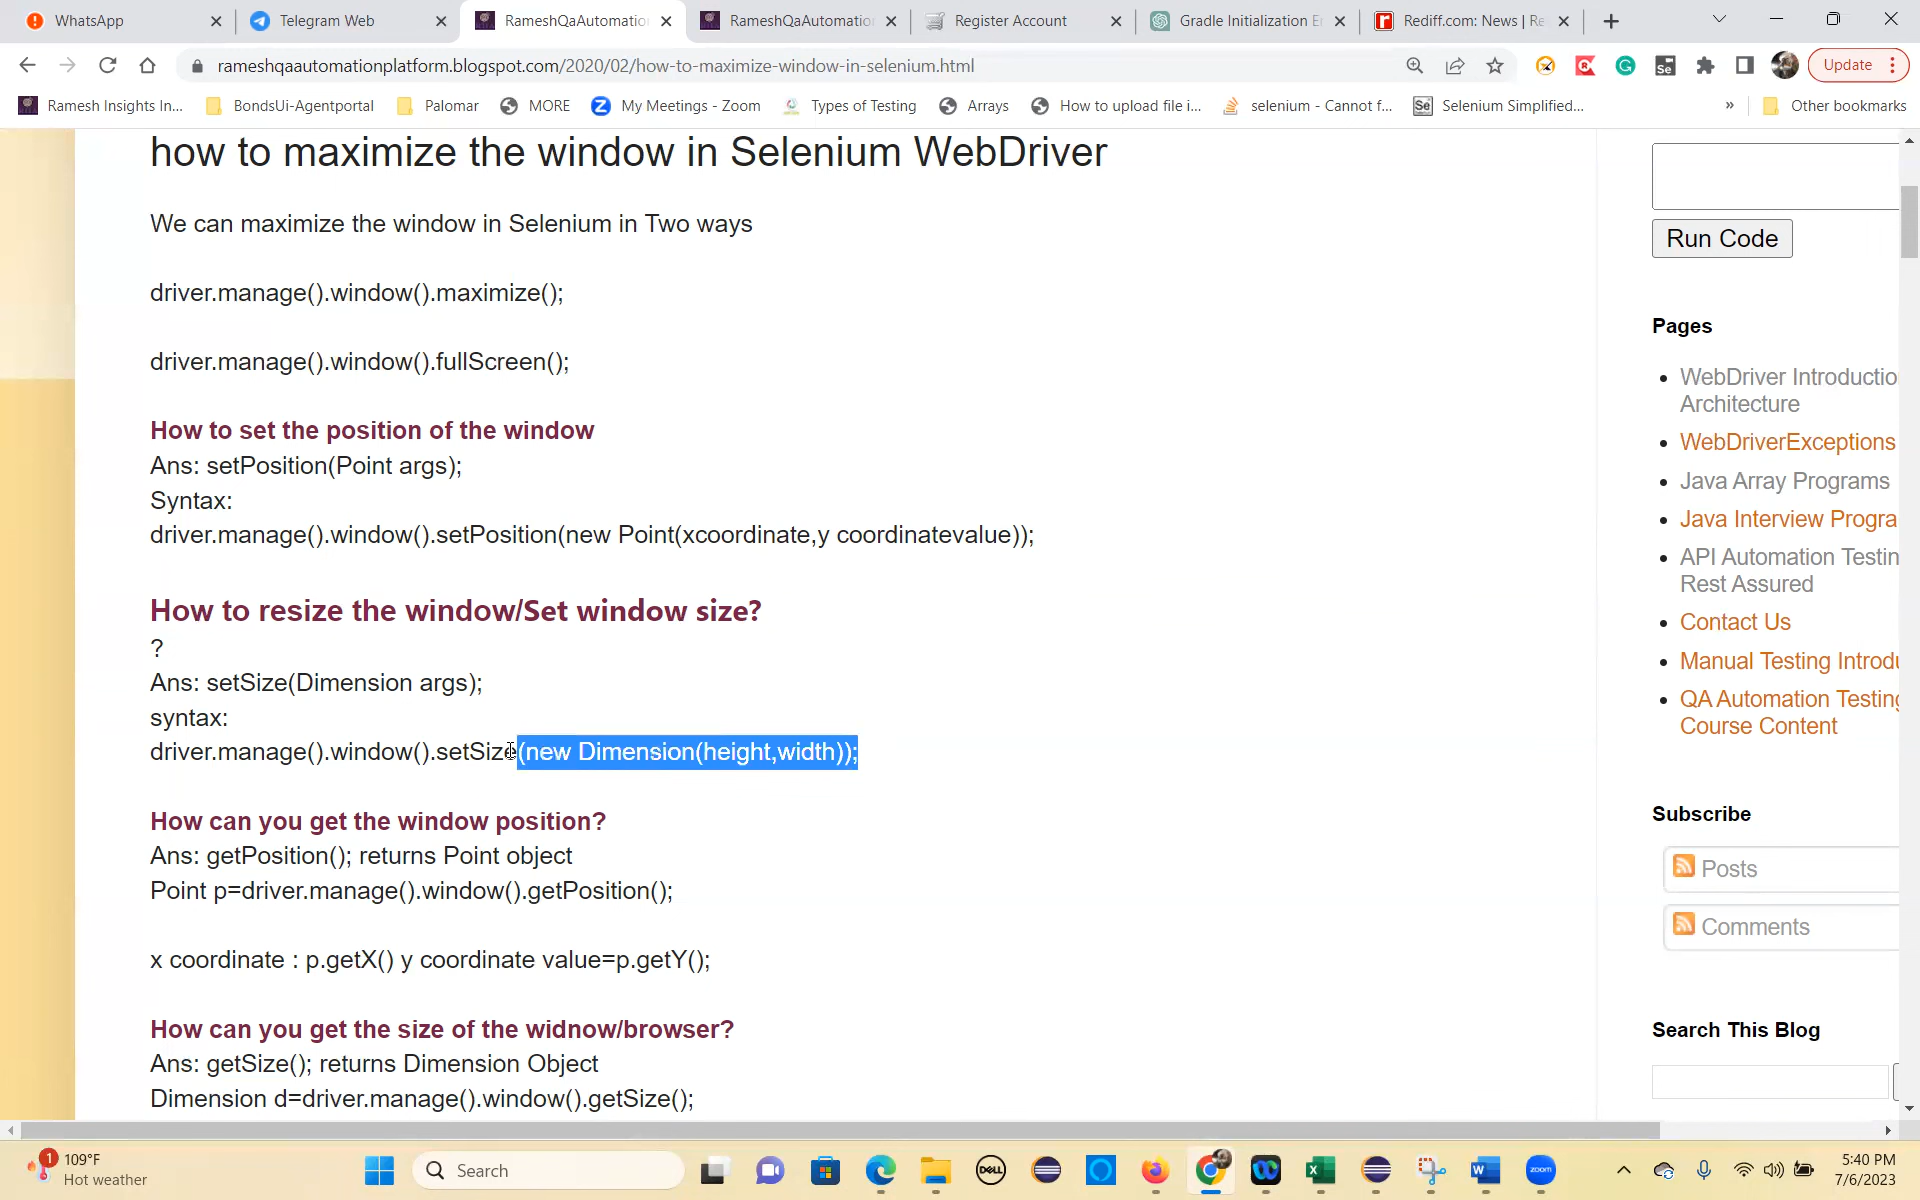 WhatsApp
Telegram Web
RameshQaAutomatio
RameshQaAutomatio
Register Account
Gradle Initialization E
Rediff.com: News | Re
rameshqaautomationplatform.blogspot.com/2020/02/how-to-maximize-window-in-selenium.html
Update
Ramesh Insights In...
BondsUi-Agentportal
Palomar
MORE
My Meetings - Zoom
Types of Testing
Arrays
How to upload file i...
selenium - Cannot f...
Selenium Simplified...
»
Other bookmarks
how to maximize the window in Selenium WebDriver
We can maximize the window in Selenium in Two ways
driver.manage().window().maximize();
driver.manage().window().fullScreen();
How to set the position of the window
Ans: setPosition(Point args);
Syntax:
driver.manage().window().setPosition(new Point(xcoordinate,y coordinatevalue));
How to resize the window/Set window size?
?
Ans: setSize(Dimension args);
syntax:
driver.manage().window().setSize(new Dimension(height,width));
How can you get the window position?
Ans: getPosition(); returns Point object
Point p=driver.manage().window().getPosition();
x coordinate : p.getX() y coordinate value=p.getY();
How can you get the size of the widnow/browser?
Ans: getSize(); returns Dimension Object
Dimension d=driver.manage().window().getSize();
Run Code
Pages
WebDriver Introductio
Architecture
WebDriverExceptions
Java Array Programs
Java Interview Progra
API Automation Testin
Rest Assured
Contact Us
Manual Testing Introdu
QA Automation Testing
Course Content
Subscribe
Posts
Comments
Search This Blog
1
109°F
Hot weather
Search
DELL
zoom
5:40 PM
7/6/2023